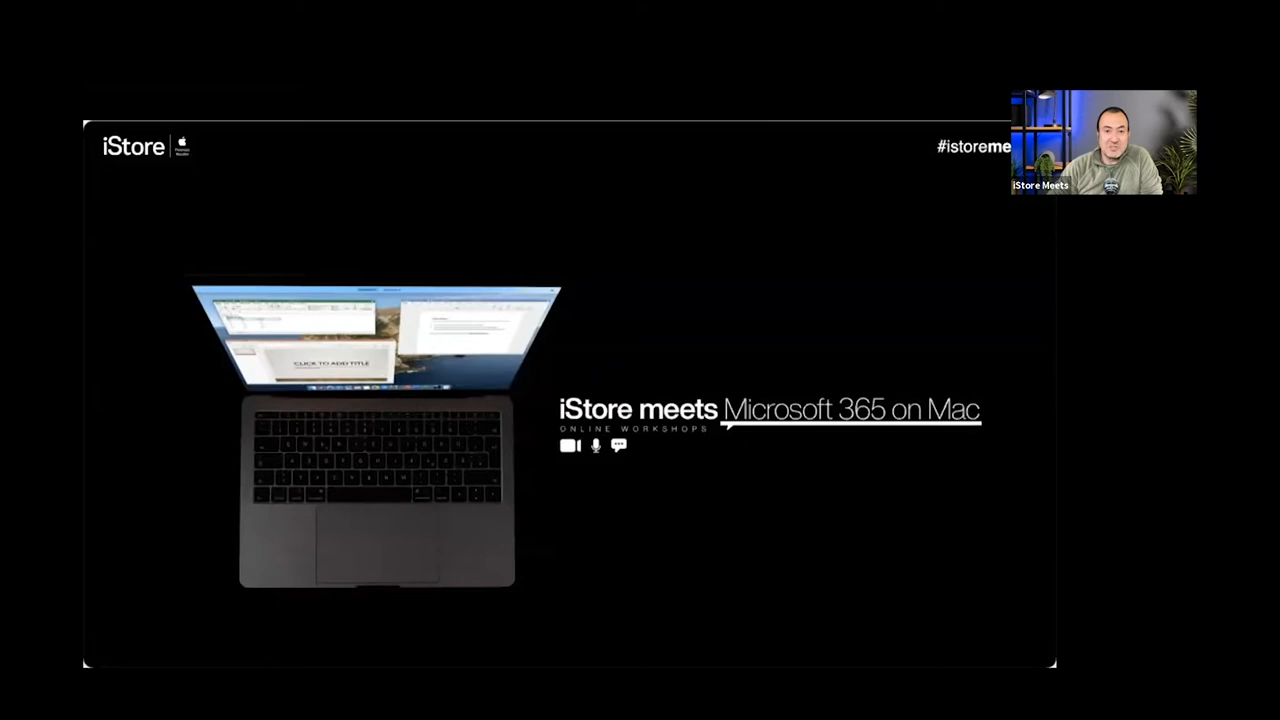 iStore
#istoreme
iStore Meets
CLICK TO ADD TITLE
iStore meets Microsoft 365 on Mac
ONLINE WORKSHOPS